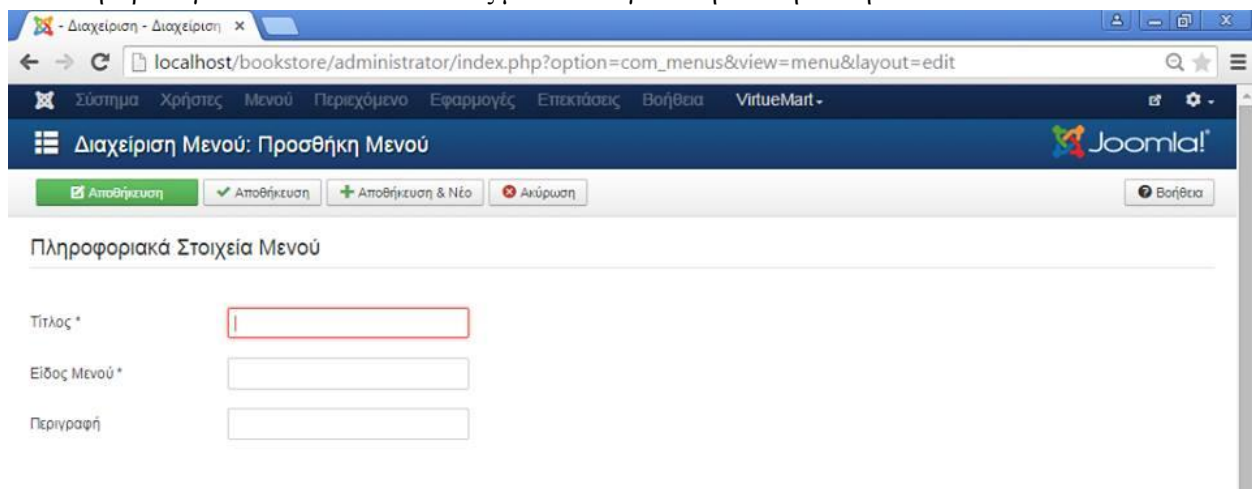 - Διαχείριση - Διαχείριση ×
localhost/bookstore/administrator/index.php?option=com_menus&view=menu&layout=edit
Σύστημα Χρήστες Μενού Περιεχόμενο Εφαρμογές Επεκτάσεις Βοήθεια VirtueMart
Διαχείριση Μενού: Προσθήκη Μενού Joomla!
Αποθήκευση Αποθήκευση Αποθήκευση & Νέο Ακύρωση Βοήθεια
Πληροφοριακά Στοιχεία Μενού
Τίτλος *
Είδος Μενού *
Περιγραφή